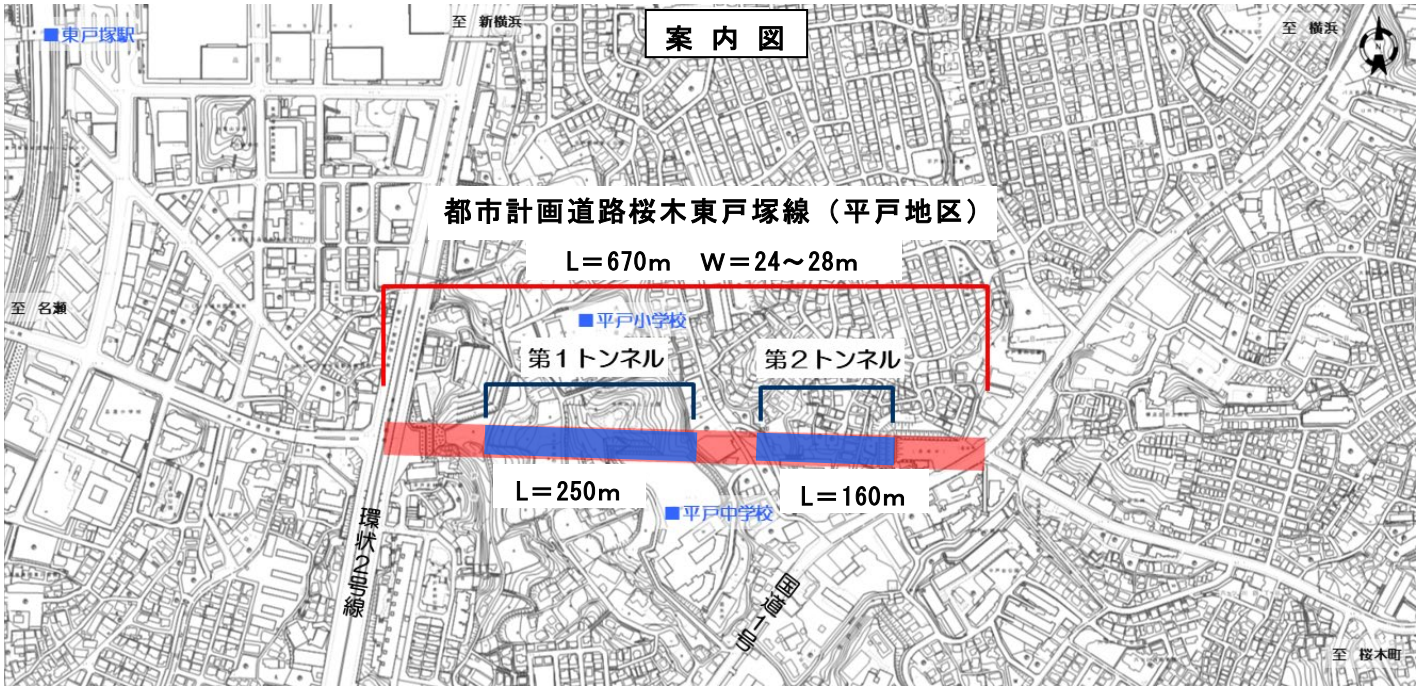 案内図
■東戸塚駅
至 新横浜
至 横浜
都市計画道路桜木東戸塚線（平戸地区）
L＝670m　W＝24～28m
至 名瀬
■平戸小学校
第1トンネル
第2トンネル
L＝250m
L＝160m
■平戸中学校
環状2号線
国道1号
至 桜木町